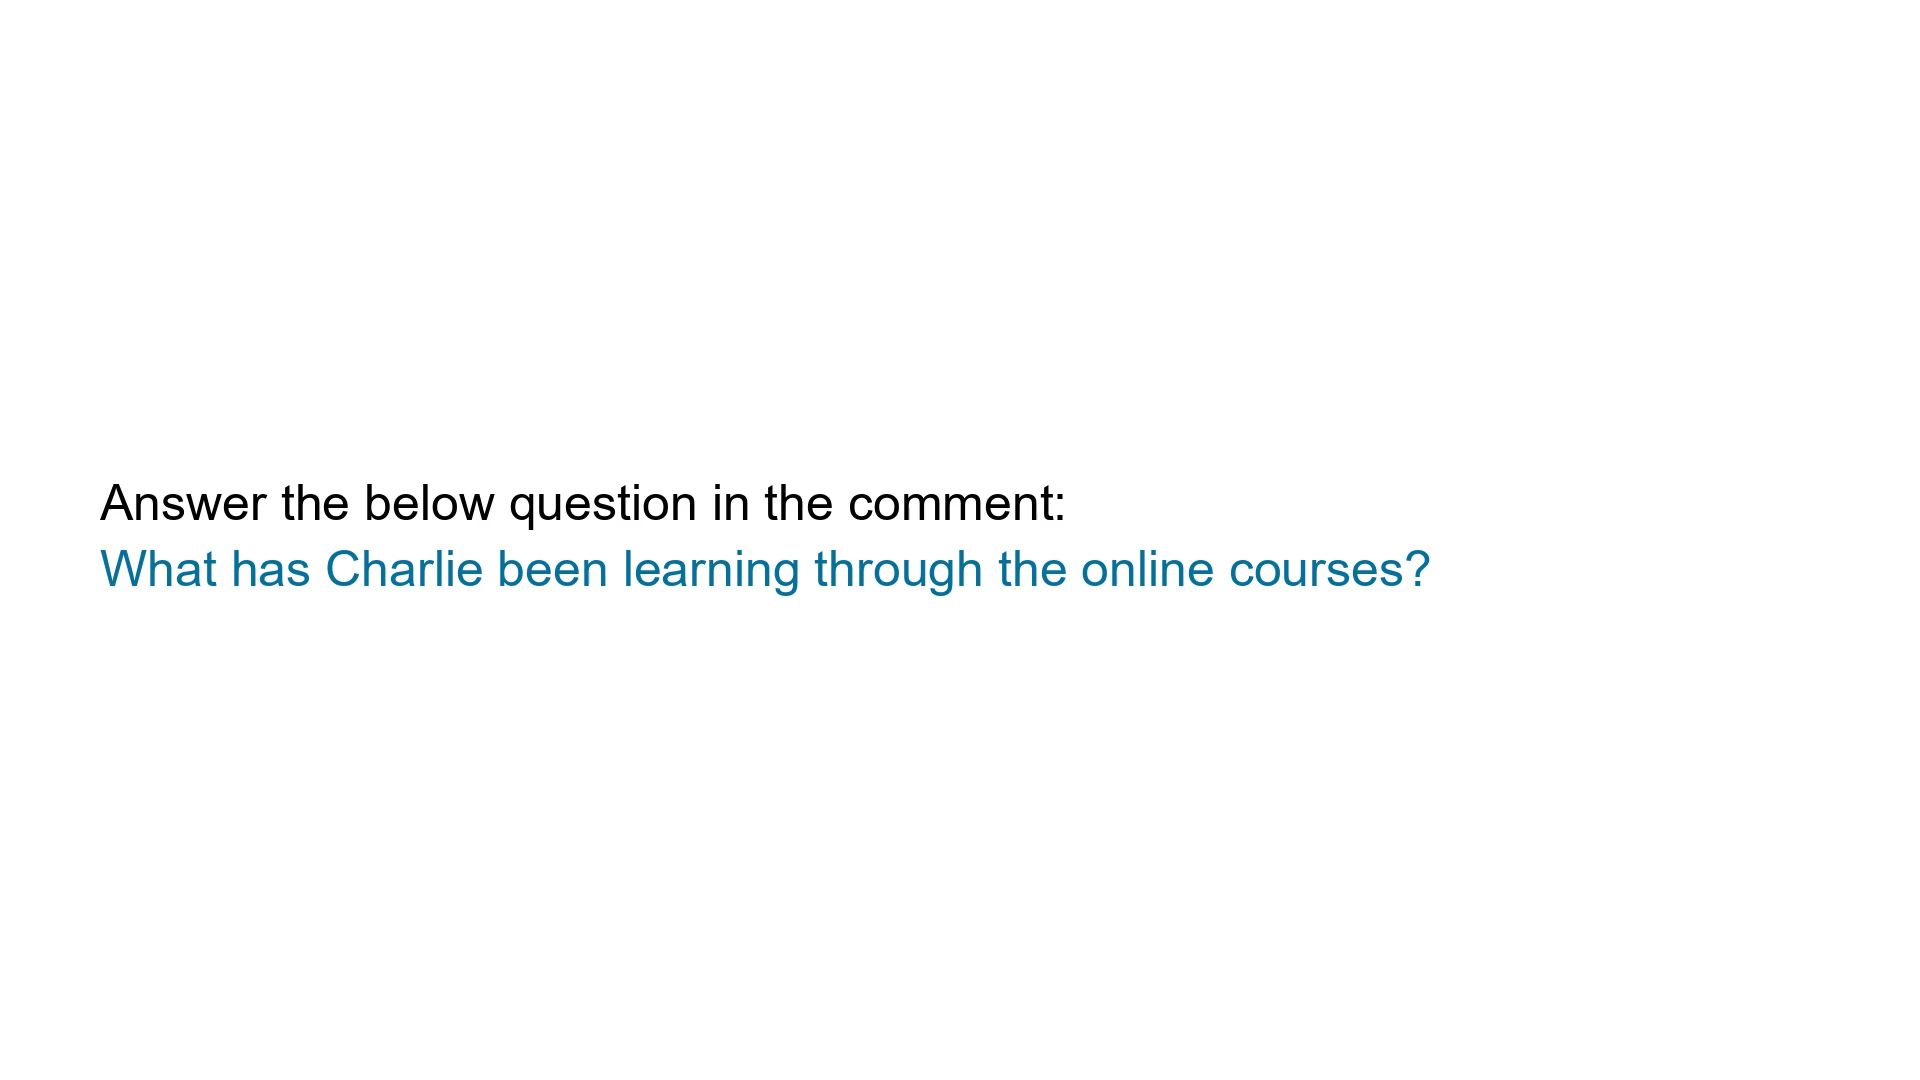 Answer the below question in the comment:
What has Charlie been learning through the online courses?